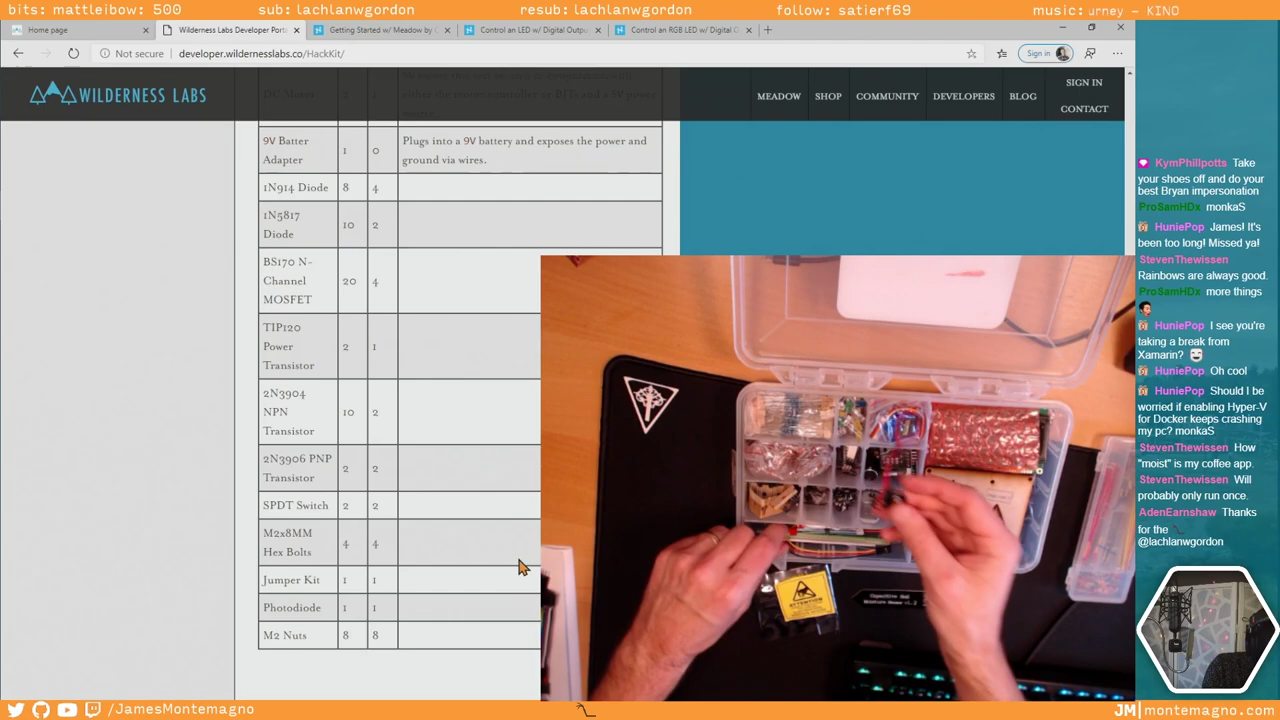 bits: mattleibow: 500
sub: lachlanwgordon
resub: lachlanwgordon
follow: satierf69
music: urney - KINO
Home page
Wilderness Labs Developer Port
Getting Started w/ Meadow by
Control an LED w/ Digital Outpu
Control an RGB LED w/ Digital O
Not secure
developer.wildernesslabs.co/HackKit/
Sign in
WILDERNESS LABS
MEADOW
SHOP
COMMUNITY
DEVELOPERS
BLOG
SIGN IN
CONTACT
9V Batter Adapter 1 0 Plugs into a 9V battery and exposes the power and
ground via wires.
1N914 Diode 8 4
1N5817
Diode 10 2
BS170 N-
Channel 20 4
MOSFET
TIP120
Power 2 1
Transistor
2N3904
NPN 10 2
Transistor
2N3906 PNP
Transistor 2 2
SPDT Switch 2 2
M2x8MM
Hex Bolts 4 4
Jumper Kit 1 1
Photodiode 1 1
M2 Nuts 8 8
ATTENTION
KymPhillpotts Take
your shoes off and do your
best Bryan impersonation
ProSamHDx monkaS
HuniePop James! It's
been too long! Missed ya!
StevenThewissen
Rainbows are always good.
ProSamHDx more things
HuniePop I see you're
taking a break from
Xamarin?
HuniePop Oh cool
HuniePop Should I be
worried if enabling Hyper-V
for Docker keeps crashing
my pc? monkaS
StevenThewissen How
"moist" is my coffee app.
StevenThewissen Will
probably only run once.
AdenEarnshaw Thanks
for the
@lachlanwgordon
/JamesMontemagno
JM montemagno.com